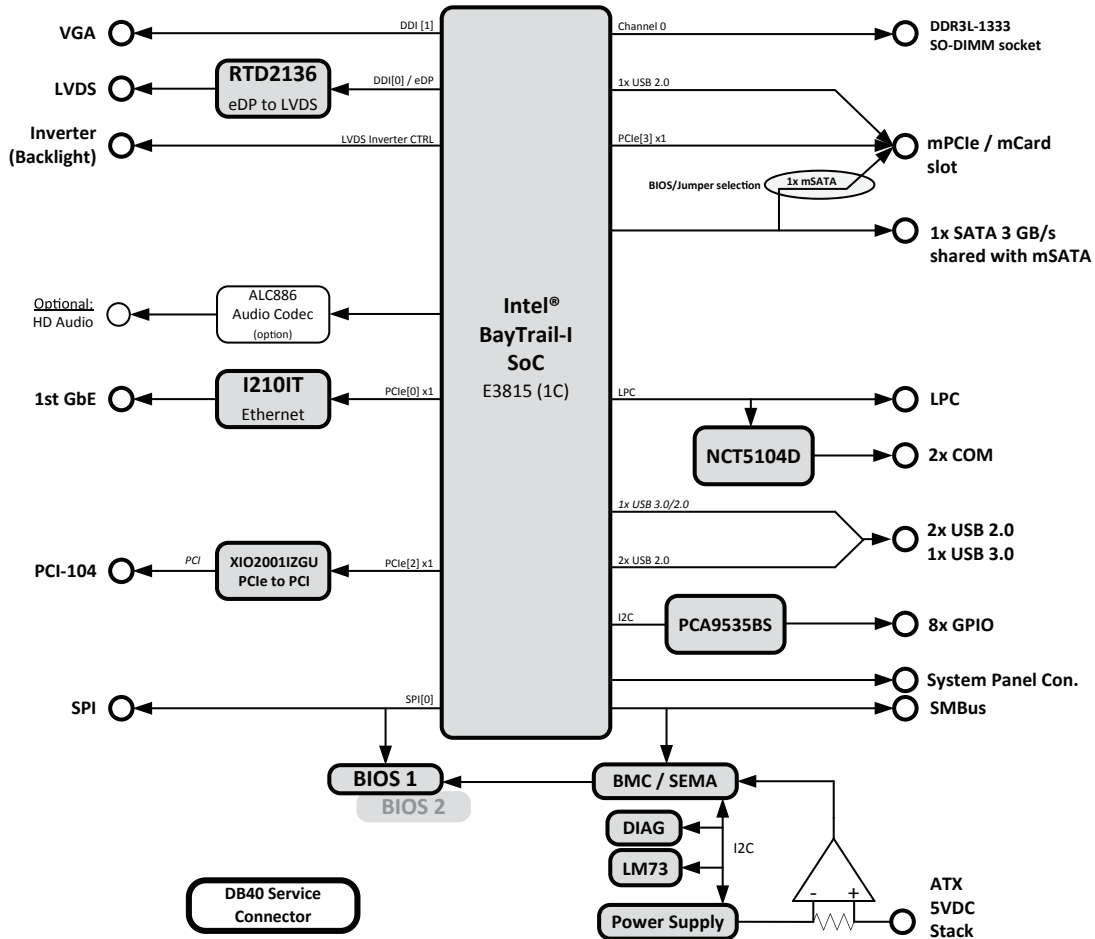 VGA
DDI [1]
Channel 0
DDR3L-1333
SO-DIMM socket
LVDS
RTD2136
eDP to LVDS
DDI[0] / eDP
1x USB 2.0
Inverter
(Backlight)
LVDS Inverter CTRL
PCIe[3] x1
mPCIe / mCard
slot
BIOS/Jumper selection
1x mSATA
1x SATA 3 GB/s
shared with mSATA
Optional:
HD Audio
ALC886
Audio Codec
(option)
Intel®
BayTrail-I
SoC
E3815 (1C)
1st GbE
I210IT
Ethernet
PCIe[0] x1
LPC
LPC
NCT5104D
2x COM
1x USB 3.0/2.0
2x USB 2.0
1x USB 3.0
2x USB 2.0
PCI-104
PCI
XIO2001IZGU
PCIe to PCI
PCIe[2] x1
I2C
PCA9535BS
8x GPIO
System Panel Con.
SPI
SPI[0]
SMBus
BIOS 1
BIOS 2
BMC / SEMA
DIAG
LM73
I2C
Power Supply
- +
ATX
5VDC
Stack
DB40 Service
Connector